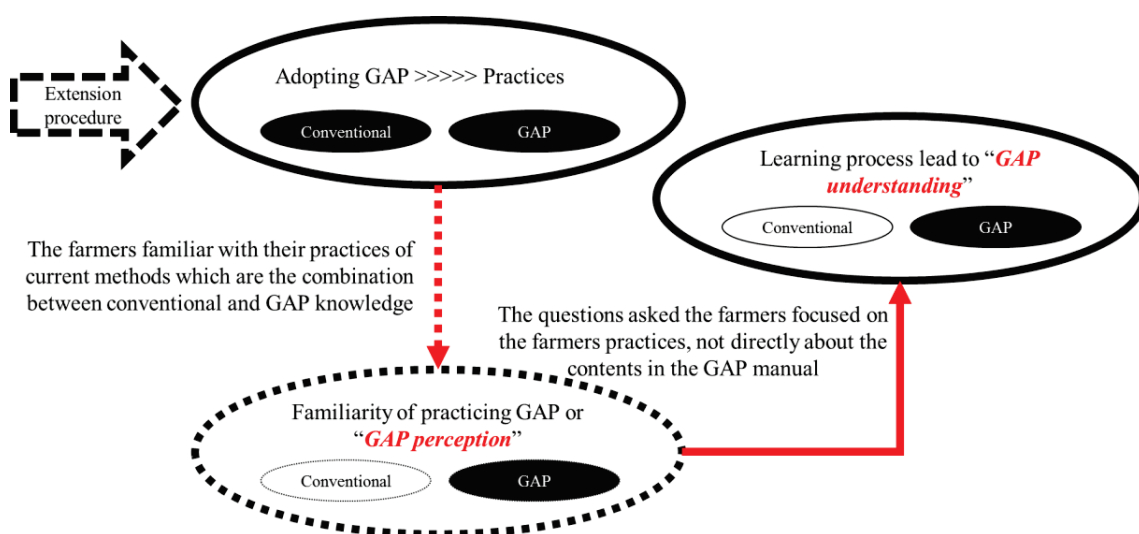 Extension
procedure
Adopting GAP >>>>> Practices
Conventional
GAP
The farmers familiar with their practices of
current methods which are the combination
between conventional and GAP knowledge
Familiarity of practicing GAP or
“GAP perception”
Conventional
GAP
The questions asked the farmers focused on
the farmers practices, not directly about the
contents in the GAP manual
Learning process lead to “GAP
understanding”
Conventional
GAP